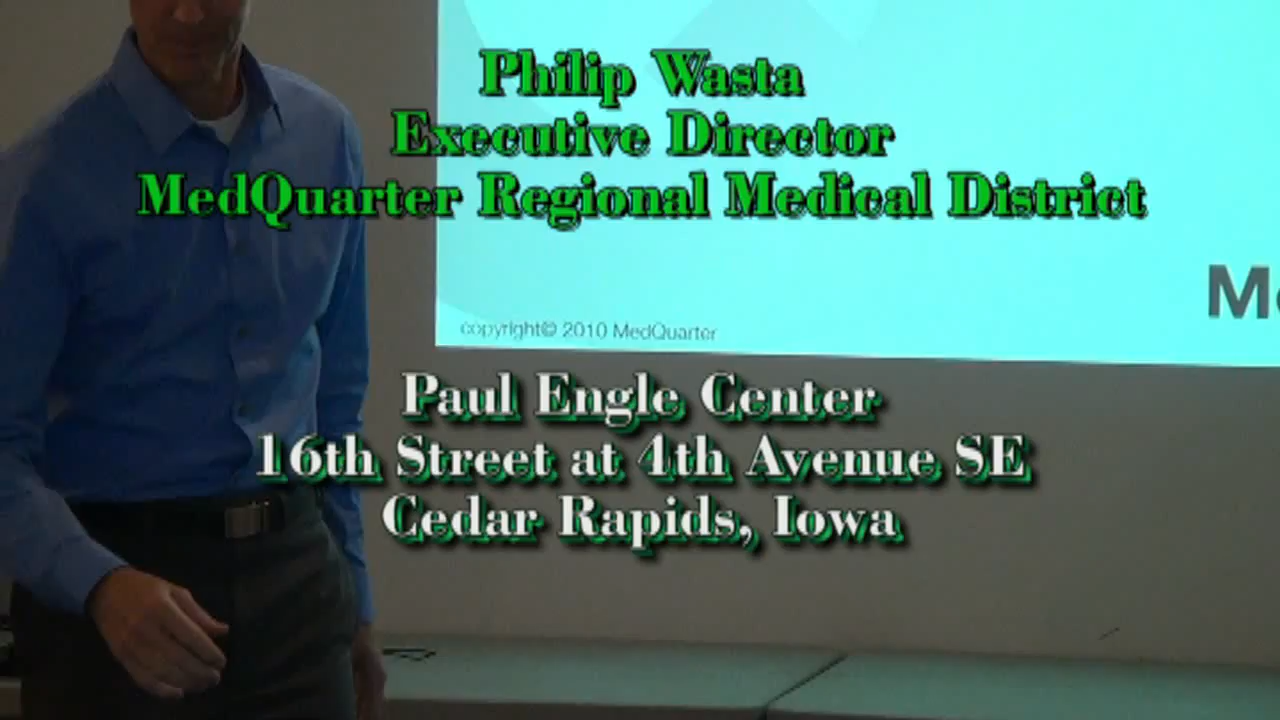 Philip Wasta
Executive Director
MedQuarter Regional Medical District
copyright© 2010 MedQuarter
Paul Engle Center
16th Street at 4th Avenue SE
Cedar Rapids, Iowa